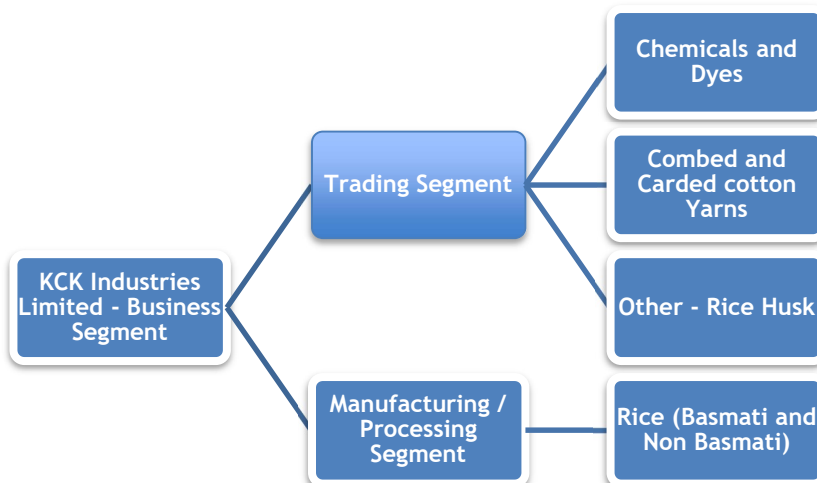 Chemicals and
Dyes
Trading Segment
Combed and
Carded cotton
Yarns
KCK Industries
Limited - Business
Segment
Other - Rice Husk
Manufacturing /
Processing
Segment
Rice (Basmati and
Non Basmati)